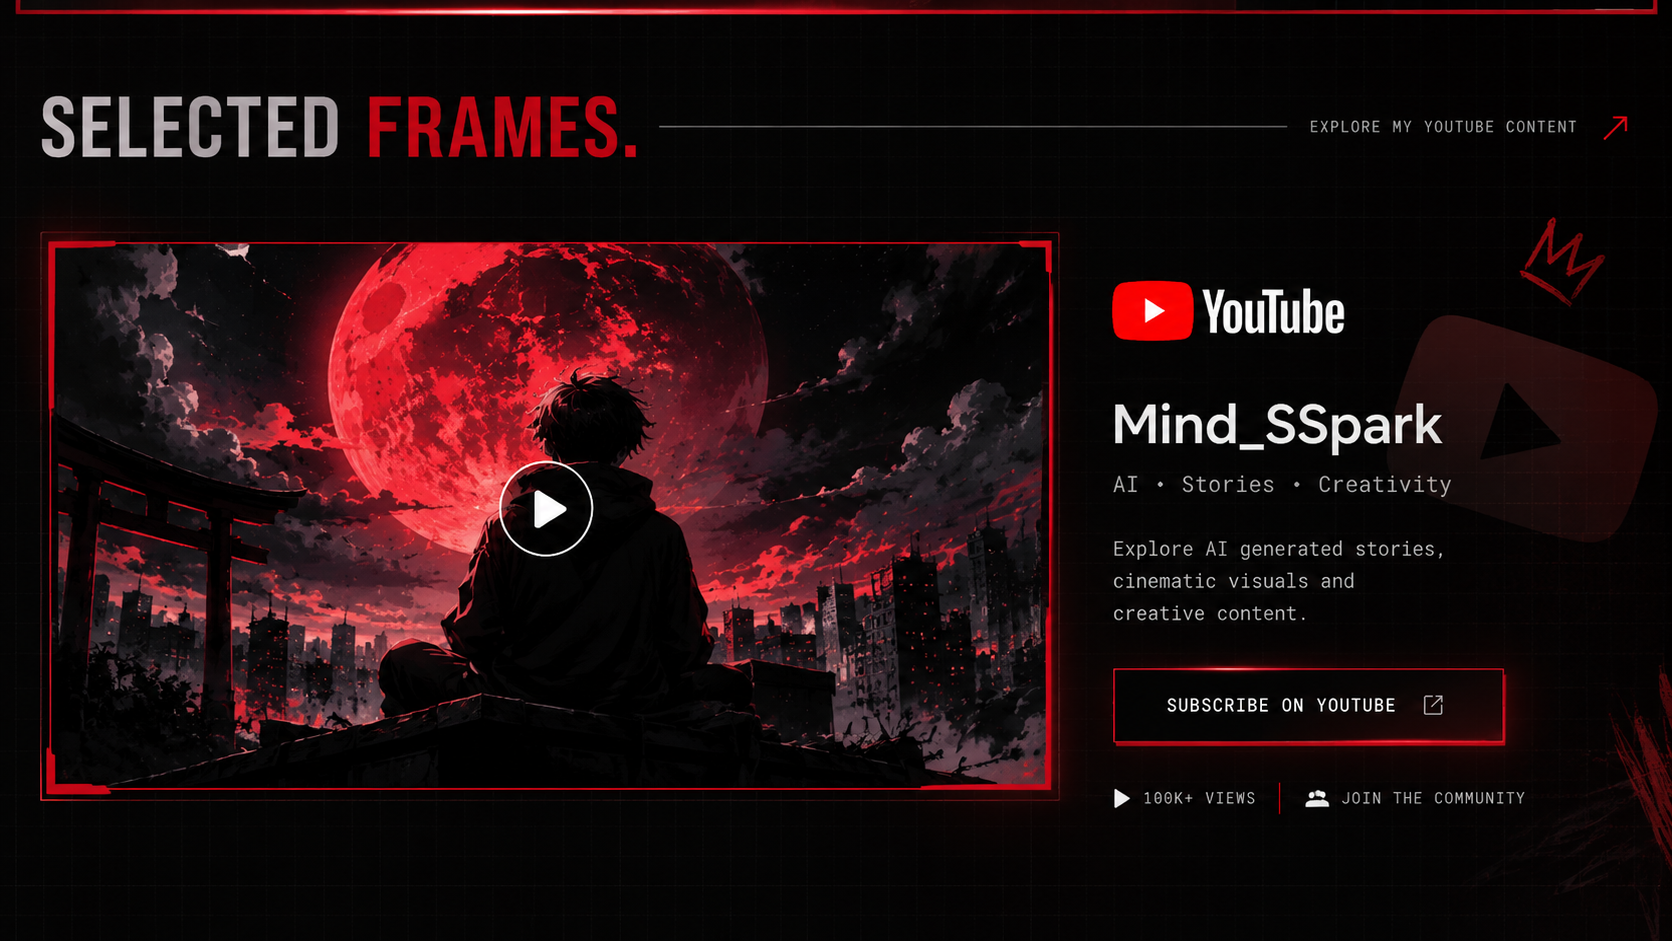 SELECTED FRAMES.
EXPLORE MY YOUTUBE CONTENT
YouTube
Mind_SSpark
AI • Stories • Creativity
Explore AI generated stories,
cinematic visuals and
creative content.
SUBSCRIBE ON YOUTUBE
100K+ VIEWS
JOIN THE COMMUNITY